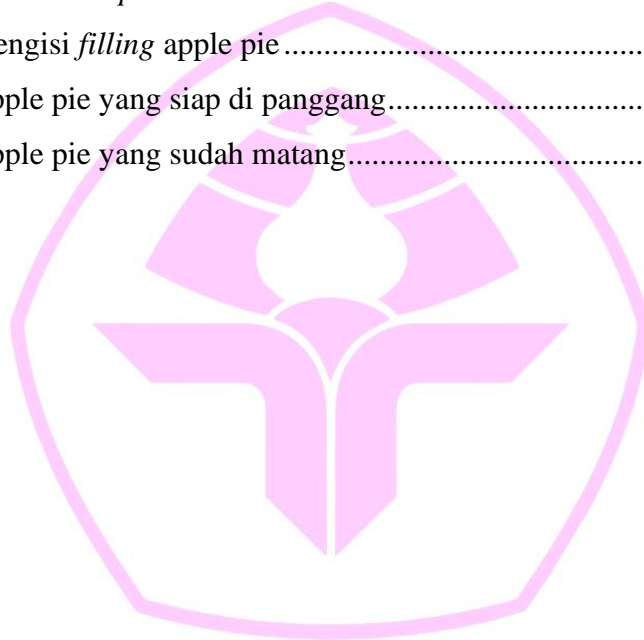 engisi filling apple pie........................................
pple pie yang siap di panggang............................
pple pie yang sudah matang.................................